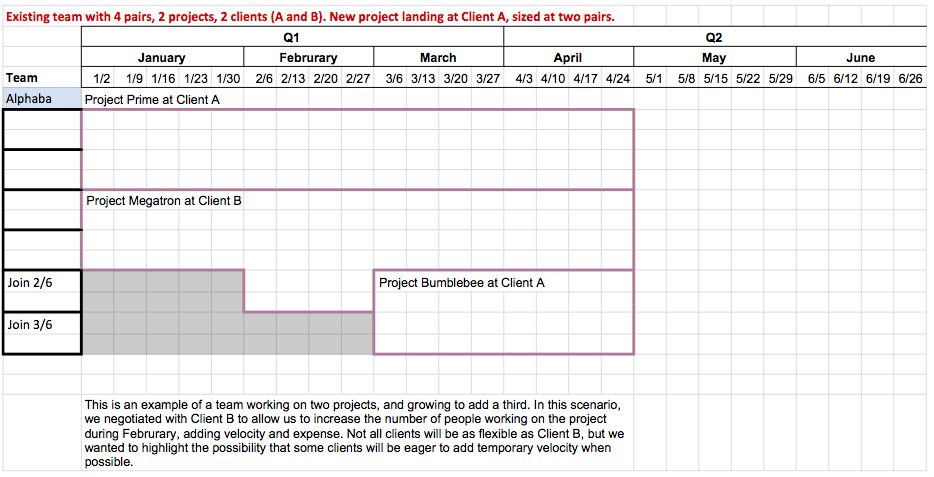 Existing team with 4 pairs, 2 projects, 2 clients (A and B). New project landing at Client A, sized at two pairs.
Q1 Q2
January Februrary March April May June
Team 1/2 1/9 1/16 1/23 1/30 2/6 2/13 2/20 2/27 3/6 3/13 3/20 3/27 4/3 4/10 4/17 4/24 5/1 5/8 5/15 5/22 5/29 6/5 6/12 6/19 6/26
Alphaba Project Prime at Client A
Project Megatron at Client B
Join 2/6 Project Bumblebee at Client A
Join 3/6
This is an example of a team working on two projects, and growing to add a third. In this scenario,
we negotiated with Client B to allow us to increase the number of people working on the project
during Februrary, adding velocity and expense. Not all clients will be as flexible as Client B, but we
wanted to highlight the possibility that some clients will be eager to add temporary velocity when
possible.